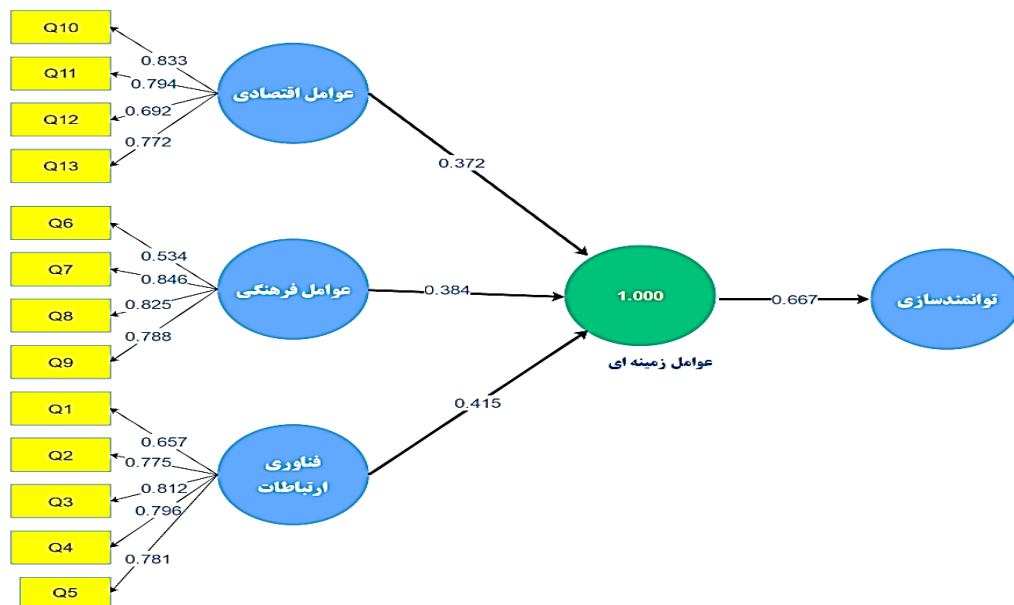 Q10
Q11
Q12
Q13
0.833
0.794
0.692
0.772
عوامل اقتصادی
0.372
Q6
Q7
Q8
Q9
0.534
0.846
0.825
0.788
عوامل فرهنگی
0.384
1.000
عوامل زمینه ای
0.667
توانمندسازی
Q1
Q2
Q3
Q4
Q5
0.657
0.775
0.812
0.796
0.781
فناوری
ارتباطات
0.415